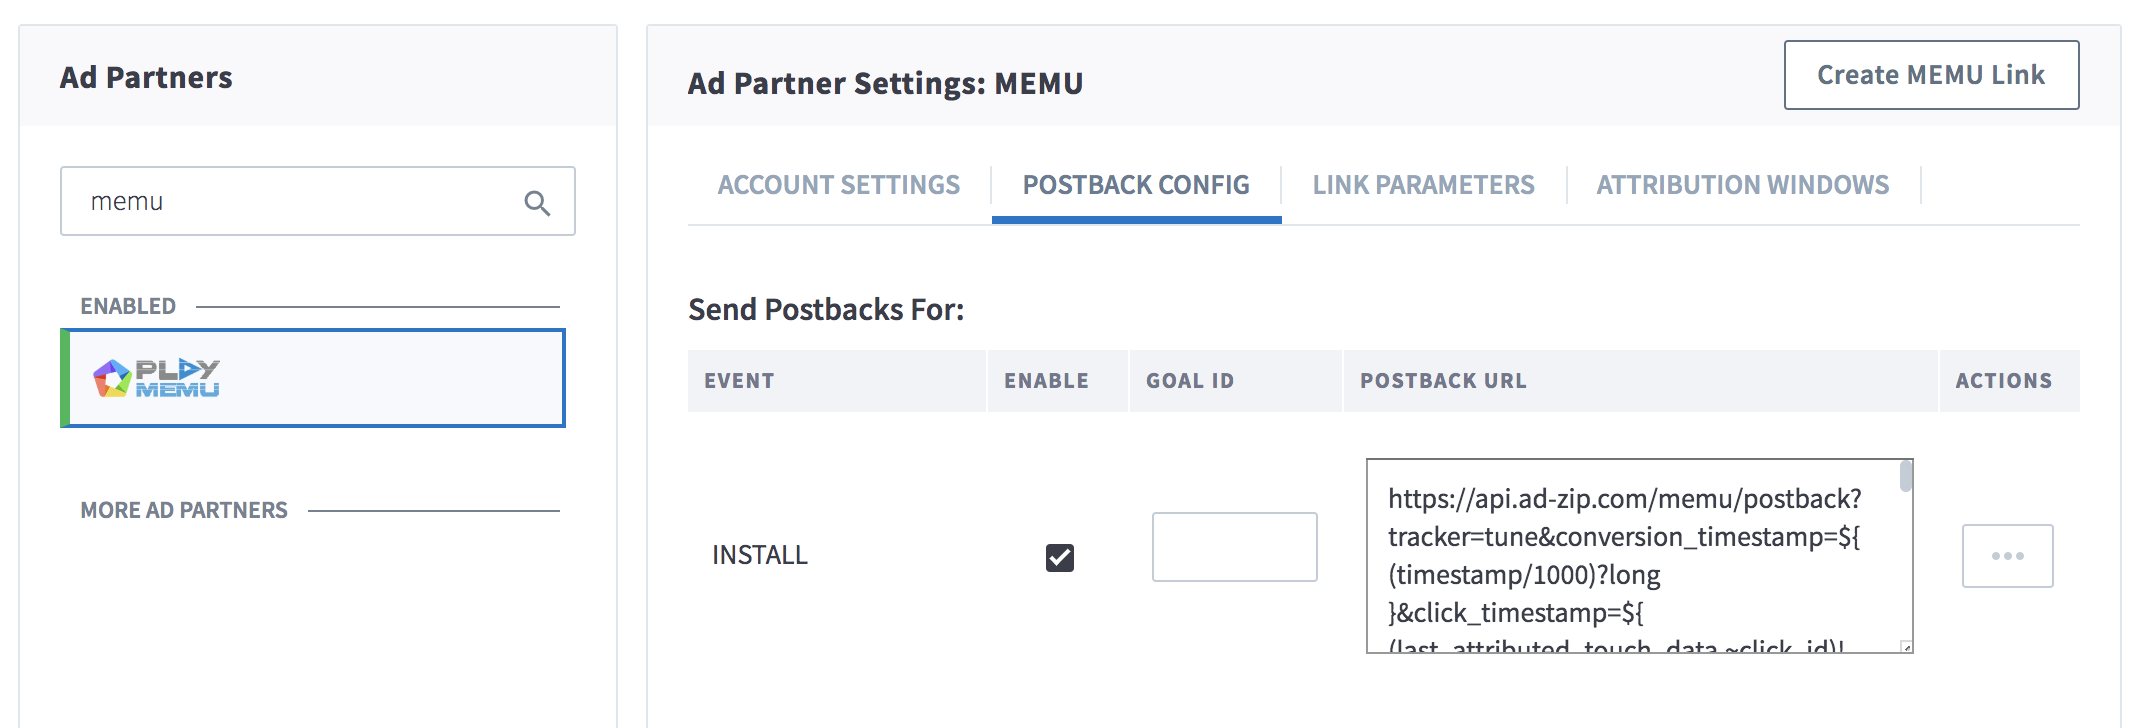 Ad Partners
memu
ENABLED
PLAY
MEMU
MORE AD PARTNERS
Ad Partner Settings: MEMU
Create MEMU Link
ACCOUNT SETTINGS
POSTBACK CONFIG
LINK PARAMETERS
ATTRIBUTION WINDOWS
Send Postbacks For:
EVENT
ENABLE
GOAL ID
POSTBACK URL
ACTIONS
INSTALL
https://api.ad-zip.com/memu/postback?
tracker=tune&conversion_timestamp=${
(timestamp/1000)?long
}&click_timestamp=${
(last_attributed_touch_data.~click_id)!